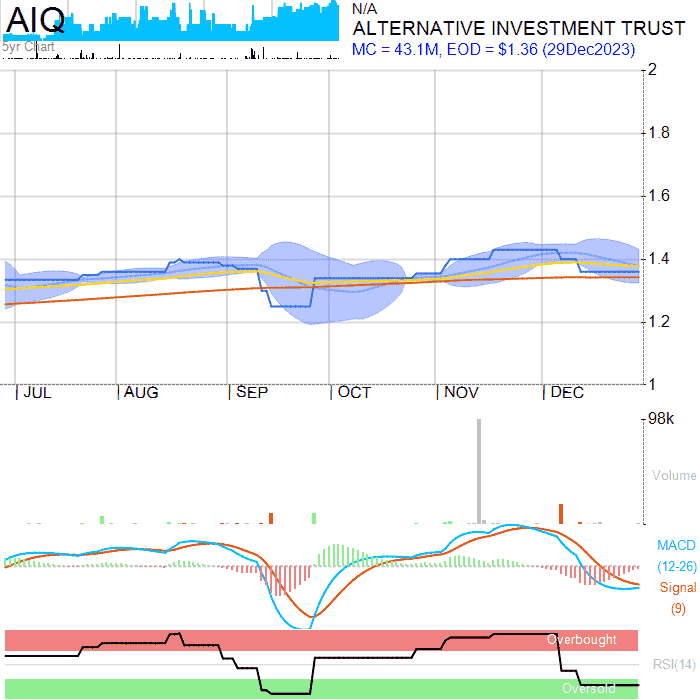 AIQ
5yr Chart
N/A
ALTERNATIVE INVESTMENT TRUST
MC = 43.1M, EOD = $1.36 (29Dec2023)
2
1.8
1.6
1.4
1.2
1
JUL AUG SEP OCT NOV DEC
98k
Volume
MACD
(12-26)
Signal
(9)
Overbought
RSI(14)
Oversold